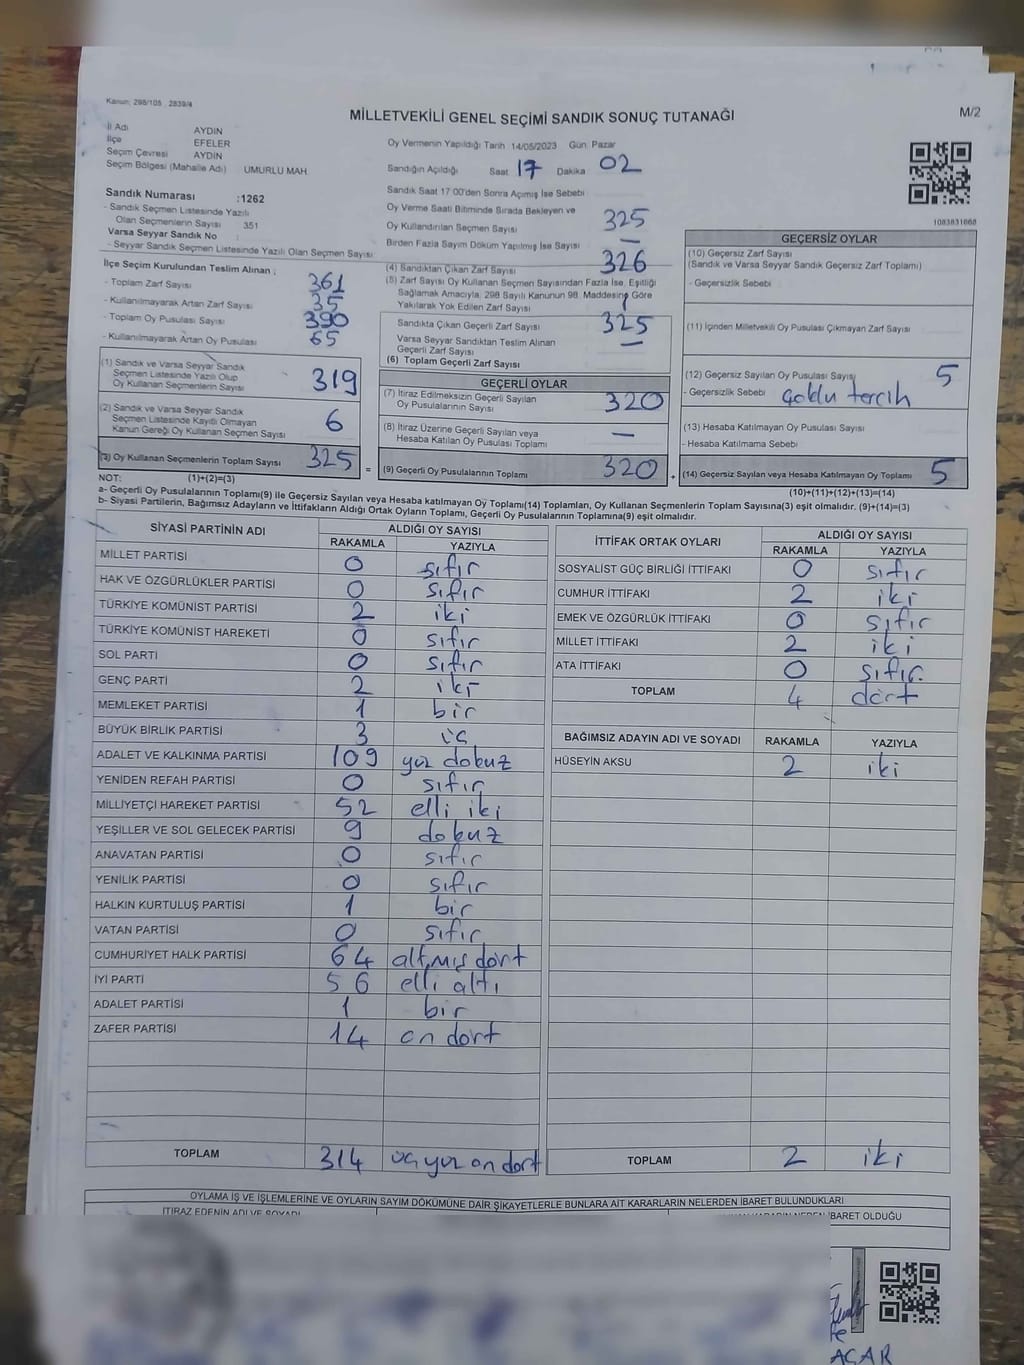 Kanun: 298/105 , 2839/4
MİLLETVEKİLİ GENEL SEÇİMİ SANDIK SONUÇ TUTANAĞI
M/2
İl Adı AYDIN
İlçe EFELER
Seçim Çevresi AYDIN
Seçim Bölgesi (Mahalle Adı) UMURLU MAH.
Oy Vermenin Yapıldığı Tarih 14/05/2023 Gün Pazar
Sandığın Açıldığı Saat 17 Dakika 02
Sandık Saat 17:00'den Sonra Açımış İse Sebebi
Sandık Numarası :1262
- Sandık Seçmen Listesinde Yazılı
Olan Seçmenlerin Sayısı 351
Varsa Seyyar Sandık No :
- Seyyar Sandık Seçmen Listesinde Yazılı Olan Seçmen Sayısı
Oy Verme Saati Bitiminde Sırada Bekleyen ve
Oy Kullandırılan Seçmen Sayısı 325
Birden Fazla Sayım Döküm Yapılmış İse Sayısı —
1083831668
İlçe Seçim Kurulundan Teslim Alınan ;
- Toplam Zarf Sayısı 361
- Kullanılmayarak Artan Zarf Sayısı 35
- Toplam Oy Pusulası Sayısı 390
- Kullanılmayarak Artan Oy Pusulası 65
(4) Sandıktan Çıkan Zarf Sayısı 326
(5) Zarf Sayısı Oy Kullanan Seçmen Sayısından Fazla İse, Eşitliği
Sağlamak Amacıyla, 298 Sayılı Kanunun 98. Maddesine Göre
Yakılarak Yok Edilen Zarf Sayısı 1
Sandıkta Çıkan Geçerli Zarf Sayısı 325
Varsa Seyyar Sandıktan Teslim Alınan
Geçerli Zarf Sayısı —
(6) Toplam Geçerli Zarf Sayısı
GEÇERSİZ OYLAR
(10) Geçersiz Zarf Sayısı
(Sandık ve Varsa Seyyar Sandık Geçersiz Zarf Toplamı)
- Geçersizlik Sebebi
(11) İçinden Milletvekili Oy Pusulası Çıkmayan Zarf Sayısı
(12) Geçersiz Sayılan Oy Pusulası Sayısı 5
- Geçersizlik Sebebi çoklu tercih
(13) Hesaba Katılmayan Oy Pusulası Sayısı
- Hesaba Katılmama Sebebi
(14) Geçersiz Sayılan veya Hesaba Katılmayan Oy Toplamı 5
(10)+(11)+(12)+(13)=(14)
(1) Sandık ve Varsa Seyyar Sandık
Seçmen Listesinde Yazılı Olup
Oy Kullanan Seçmenlerin Sayısı 319
(2) Sandık ve Varsa Seyyar Sandık
Seçmen Listesinde Kayıtlı Olmayan
Kanun Gereği Oy Kullanan Seçmen Sayısı 6
(3) Oy Kullanan Seçmenlerin Toplam Sayısı 325
=
(1)+(2)=(3)
GEÇERLİ OYLAR
(7) İtiraz Edilmeksizin Geçerli Sayılan
Oy Pusulalarının Sayısı 320
(8) İtiraz Üzerine Geçerli Sayılan veya
Hesaba Katılan Oy Pusulası Toplamı —
(9) Geçerli Oy Pusulalarının Toplamı 320
+
NOT:
a- Geçerli Oy Pusulalarının Toplamı(9) ile Geçersiz Sayılan veya Hesaba katılmayan Oy Toplamı(14) Toplamları, Oy Kullanan Seçmenlerin Toplam Sayısına(3) eşit olmalıdır. (9)+(14)=(3)
b- Siyasi Partilerin, Bağımsız Adayların ve İttifakların Aldığı Ortak Oyların Toplamı, Geçerli Oy Pusulalarının Toplamına(9) eşit olmalıdır.
SİYASİ PARTİNİN ADI ALDIĞI OY SAYISI
RAKAMLA YAZIYLA
MİLLET PARTİSİ 0 sıfır
HAK VE ÖZGÜRLÜKLER PARTİSİ 0 sıfır
TÜRKİYE KOMÜNİST PARTİSİ 2 iki
TÜRKİYE KOMÜNİST HAREKETİ 0 sıfır
SOL PARTİ 0 sıfır
GENÇ PARTİ 2 iki
MEMLEKET PARTİSİ 1 bir
BÜYÜK BİRLİK PARTİSİ 3 üç
ADALET VE KALKINMA PARTİSİ 109 yüz dokuz
YENİDEN REFAH PARTİSİ 0 sıfır
MİLLİYETÇİ HAREKET PARTİSİ 52 elli iki
YEŞİLLER VE SOL GELECEK PARTİSİ 9 dokuz
ANAVATAN PARTİSİ 0 sıfır
YENİLİK PARTİSİ 0 sıfır
HALKIN KURTULUŞ PARTİSİ 1 bir
VATAN PARTİSİ 0 sıfır
CUMHURİYET HALK PARTİSİ 64 altmış dört
İYİ PARTİ 56 elli altı
ADALET PARTİSİ 1 bir
ZAFER PARTİSİ 14 on dört
TOPLAM 314 üç yüz on dört
İTTİFAK ORTAK OYLARI ALDIĞI OY SAYISI
RAKAMLA YAZIYLA
SOSYALİST GÜÇ BİRLİĞİ İTTİFAKI 0 sıfır
CUMHUR İTTİFAKI 2 iki
EMEK VE ÖZGÜRLÜK İTTİFAKI 0 sıfır
MİLLET İTTİFAKI 2 iki
ATA İTTİFAKI 0 sıfır
TOPLAM 4 dört
BAĞIMSIZ ADAYIN ADI VE SOYADI RAKAMLA YAZIYLA
HÜSEYİN AKSU 2 iki
TOPLAM 2 iki
OYLAMA İŞ VE İŞLEMLERİNE VE OYLARIN SAYIM DÖKÜMÜNE DAİR ŞİKAYETLERLE BUNLARA AİT KARARLARIN NELERDEN İBARET BULUNDUKLARI
İTİRAZ EDENİN ADI VE SOYADI
İBARET OLDUĞU
ACAR